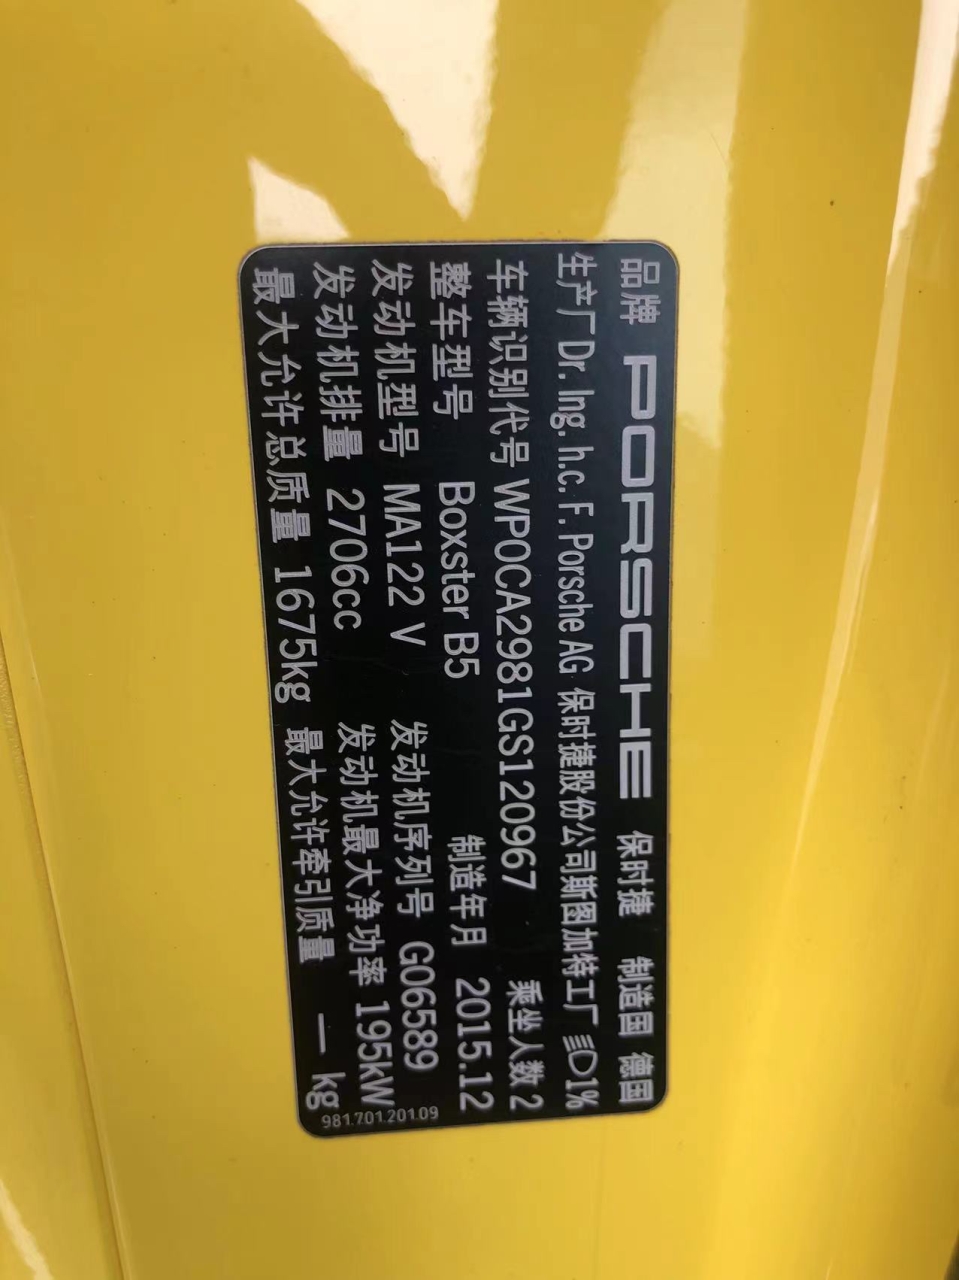 品牌 PORSCHE 保时捷 制造国 德国
生产厂Dr. Ing. h.c. F. Porsche AG 保时捷股份公司斯图加特工厂 1%
车辆识别代号 WP0CA2981GS120967 乘坐人数 2
整车型号 Boxster B5 制造年月 2015.12
发动机型号 MA122 V 发动机序列号 G06589
发动机排量 2706cc 发动机最大净功率 195kW
最大允许总质量 1675kg 最大允许牵引质量 — kg
981.701.201.09